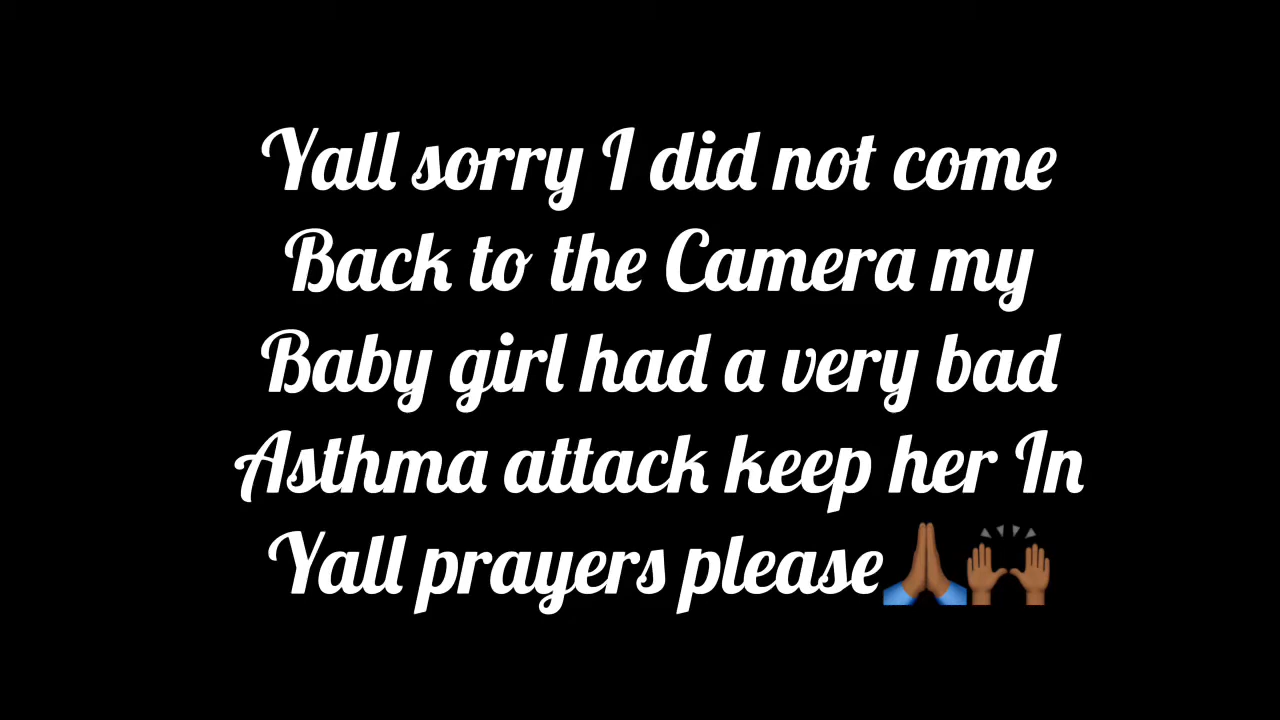 Yall sorry I did not come
Back to the Camera my
Baby girl had a very bad
Asthma attack keep her In
Yall prayers please🙏🏾🙌🏾